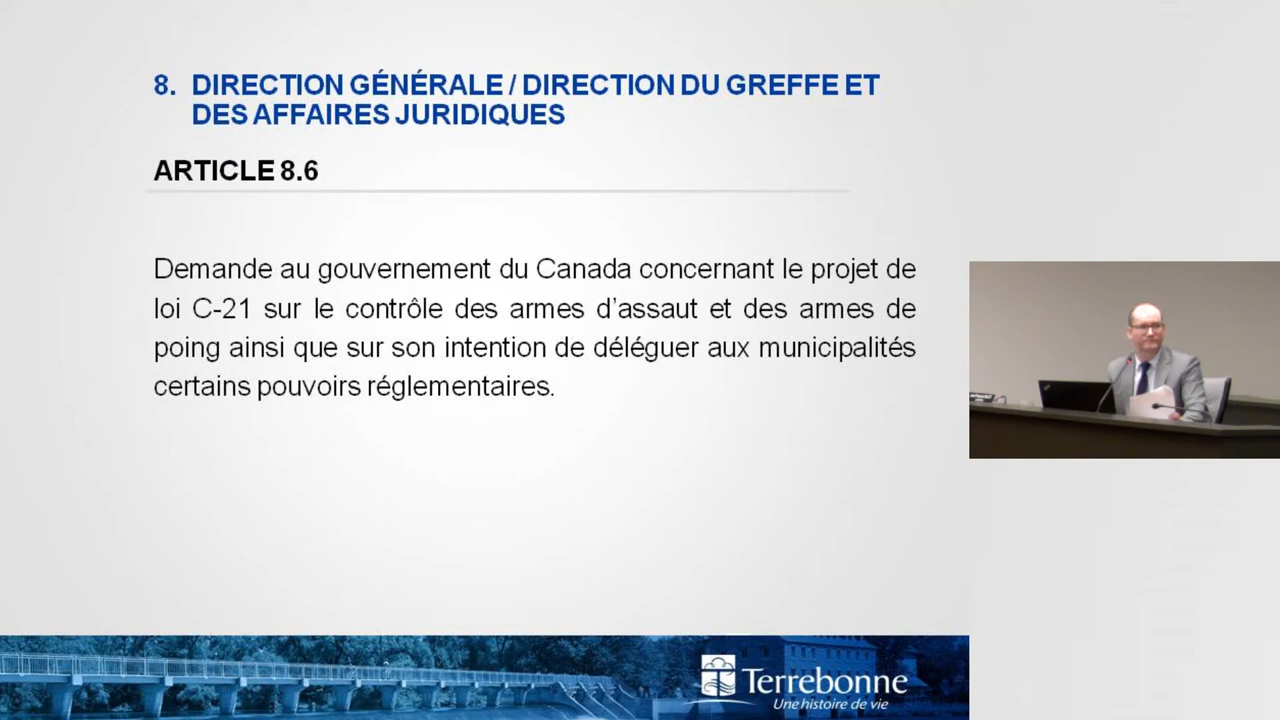 8. DIRECTION GÉNÉRALE / DIRECTION DU GREFFE ET
DES AFFAIRES JURIDIQUES
ARTICLE 8.6
Demande au gouvernement du Canada concernant le projet de
loi C-21 sur le contrôle des armes d'assaut et des armes de
poing ainsi que sur son intention de déléguer aux municipalités
certains pouvoirs réglementaires.
Terrebonne
Une histoire de vie